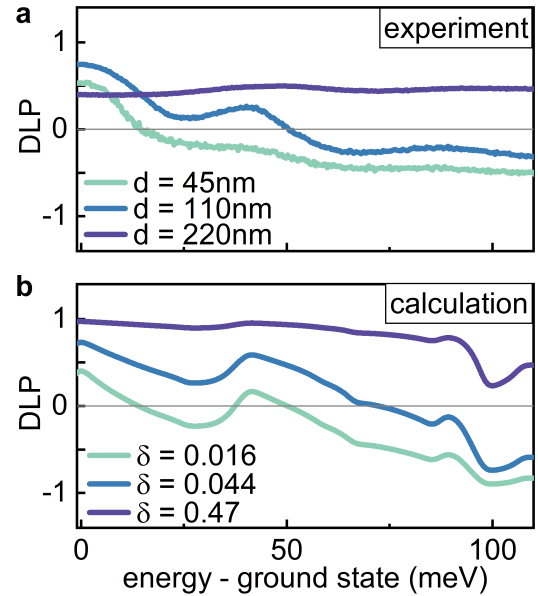 a
experiment
1
0
-1
DLP
d = 45nm
d = 110nm
d = 220nm
b
calculation
1
0
-1
DLP
δ = 0.016
δ = 0.044
δ = 0.47
0 50 100
energy - ground state (meV)